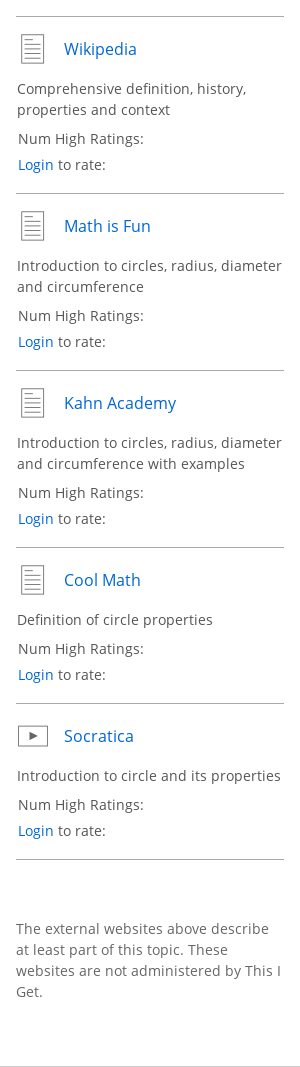 Wikipedia
Comprehensive definition, history,
properties and context
Num High Ratings:
Login to rate:
Math is Fun
Introduction to circles, radius, diameter
and circumference
Num High Ratings:
Login to rate:
Kahn Academy
Introduction to circles, radius, diameter
and circumference with examples
Num High Ratings:
Login to rate:
Cool Math
Definition of circle properties
Num High Ratings:
Login to rate:
Socratica
Introduction to circle and its properties
Num High Ratings:
Login to rate:
The external websites above describe
at least part of this topic. These
websites are not administered by This I
Get.